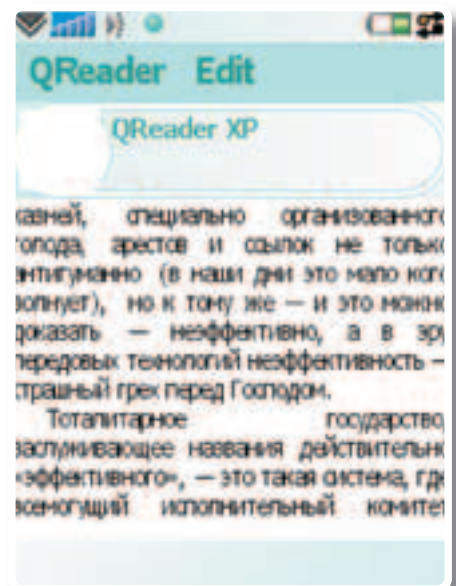 QReader Edit
QReader XP
казней, специально организованного
голода, арестов и ссылок не только
антигуманно (в наши дни это мало кого
волнует), но к тому же — и это можно
доказать — неэффективно, а в эру
передовых технологий неэффективность —
страшный грех перед Господом.
Тоталитарное государство,
заслуживающее названия действительно
«эффективного», — это такая система, где
всемогущий исполнительный комитет